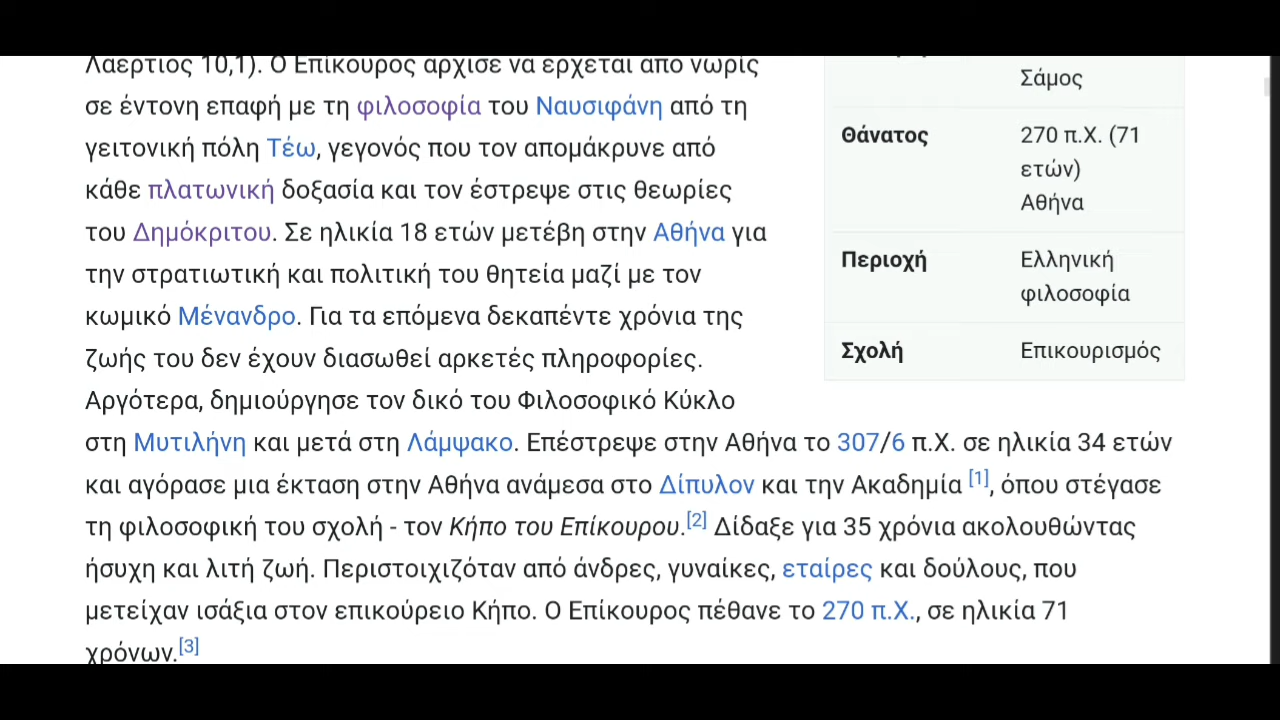 Λαέρτιος 10,1). Ο Επίκουρος άρχισε να έρχεται από νωρίς
σε έντονη επαφή με τη φιλοσοφία του Ναυσιφάνη από τη
γειτονική πόλη Τέω, γεγονός που τον απομάκρυνε από
κάθε πλατωνική δοξασία και τον έστρεψε στις θεωρίες
του Δημόκριτου. Σε ηλικία 18 ετών μετέβη στην Αθήνα για
την στρατιωτική και πολιτική του θητεία μαζί με τον
κωμικό Μένανδρο. Για τα επόμενα δεκαπέντε χρόνια της
ζωής του δεν έχουν διασωθεί αρκετές πληροφορίες.
Αργότερα, δημιούργησε τον δικό του Φιλοσοφικό Κύκλο
στη Μυτιλήνη και μετά στη Λάμψακο. Επέστρεψε στην Αθήνα το 307/6 π.Χ. σε ηλικία 34 ετών
και αγόρασε μια έκταση στην Αθήνα ανάμεσα στο Δίπυλον και την Ακαδημία [1], όπου στέγασε
τη φιλοσοφική του σχολή - τον Κήπο του Επίκουρου.[2] Δίδαξε για 35 χρόνια ακολουθώντας
ήσυχη και λιτή ζωή. Περιστοιχιζόταν από άνδρες, γυναίκες, εταίρες και δούλους, που
μετείχαν ισάξια στον επικούρειο Κήπο. Ο Επίκουρος πέθανε το 270 π.Χ., σε ηλικία 71
χρόνων.[3]
Σάμος
Θάνατος 270 π.Χ. (71
ετών)
Αθήνα
Περιοχή Ελληνική
φιλοσοφία
Σχολή Επικουρισμός